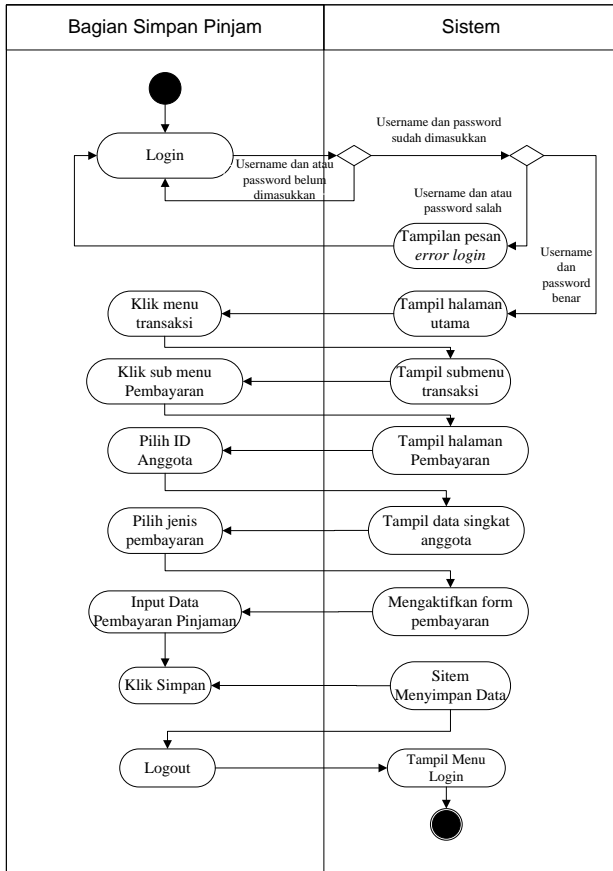 Bagian Simpan Pinjam
Sistem
Username dan password
sudah dimasukkan
Login
Username dan atau
password belum
dimasukkan
Username dan atau
password salah
Tampilan pesan
error login
Username
dan
password
benar
Klik menu
transaksi
Tampil halaman
utama
Klik sub menu
Pembayaran
Tampil submenu
transaksi
Pilih ID
Anggota
Tampil halaman
Pembayaran
Pilih jenis
pembayaran
Tampil data singkat
anggota
Input Data
Pembayaran Pinjaman
Mengaktifkan form
pembayaran
Klik Simpan
Sitem
Menyimpan Data
Logout
Tampil Menu
Login